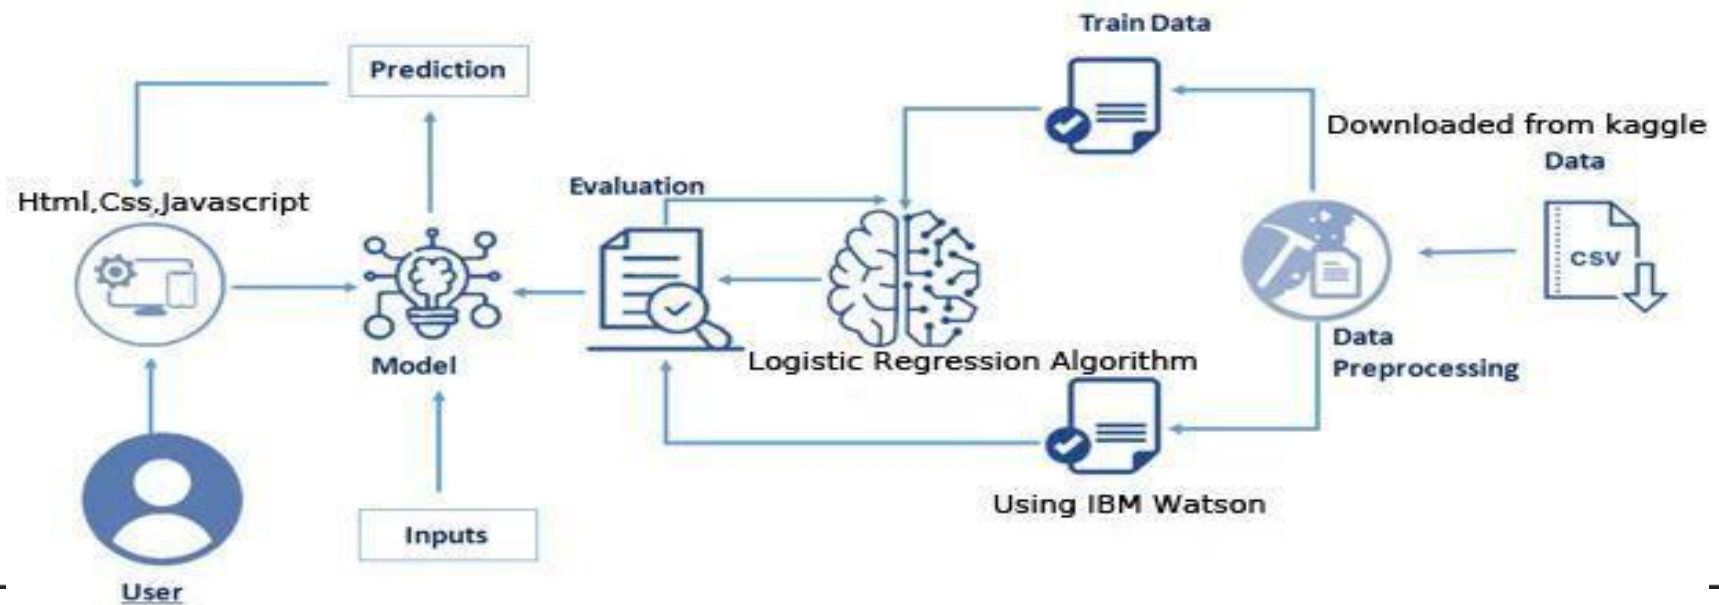 Train Data
Prediction
Downloaded from kaggle
Data
Evaluation
Html,Css,Javascript
CSV
Data
Preprocessing
Model
Logistic Regression Algorithm
Using IBM Watson
Inputs
User